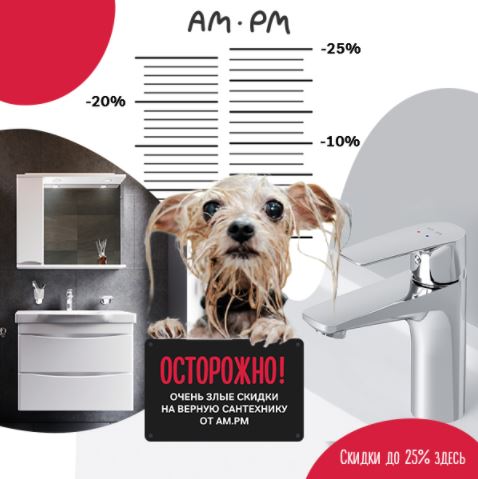 AM·PM
-25%
-20%
-10%
ОСТОРОЖНО!
ОЧЕНЬ ЗЛЫЕ СКИДКИ
НА ВЕРНУЮ САНТЕХНИКУ
ОТ AM.PM
Скидки до 25% здесь